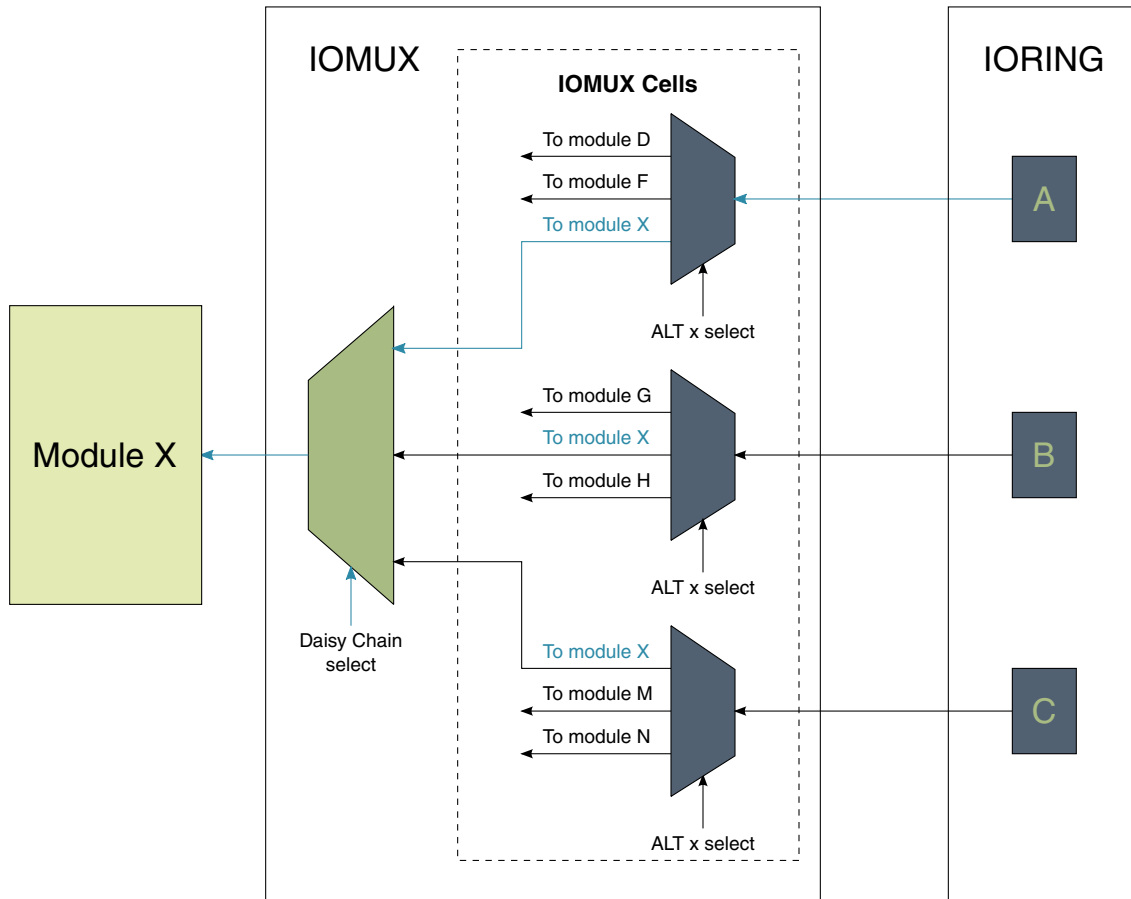 IOMUX
IORING
IOMUX Cells
To module D
To module F
To module X
A
ALT x select
To module G
To module X
To module H
B
Module X
ALT x select
Daisy Chain
select
To module X
To module M
To module N
C
ALT x select